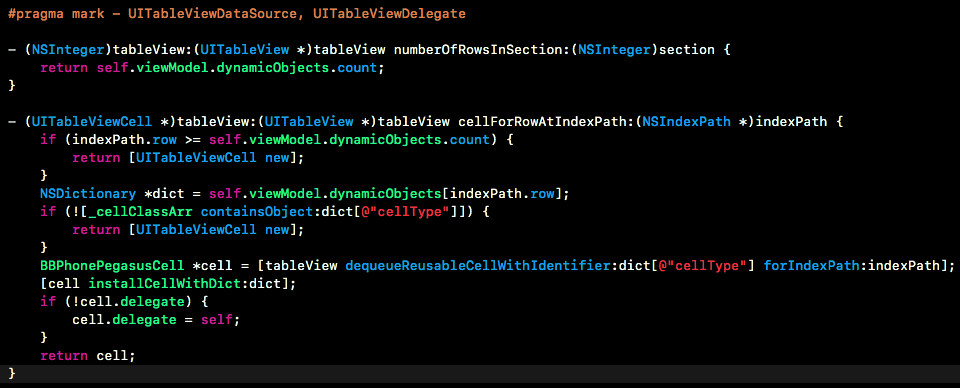 #pragma mark - UITableViewDataSource, UITableViewDelegate
- (NSInteger)tableView:(UITableView *)tableView numberOfRowsInSection:(NSInteger)section {
return self.viewModel.dynamicObjects.count;
}
- (UITableViewCell *)tableView:(UITableView *)tableView cellForRowAtIndexPath:(NSIndexPath *)indexPath {
if (indexPath.row >= self.viewModel.dynamicObjects.count) {
return [UITableViewCell new];
}
NSDictionary *dict = self.viewModel.dynamicObjects[indexPath.row];
if (![_cellClassArr containsObject:dict[@"cellType"]]) {
return [UITableViewCell new];
}
BBPhonePegasusCell *cell = [tableView dequeueReusableCellWithIdentifier:dict[@"cellType"] forIndexPath:indexPath];
[cell installCellWithDict:dict];
if (!cell.delegate) {
cell.delegate = self;
}
return cell;
}